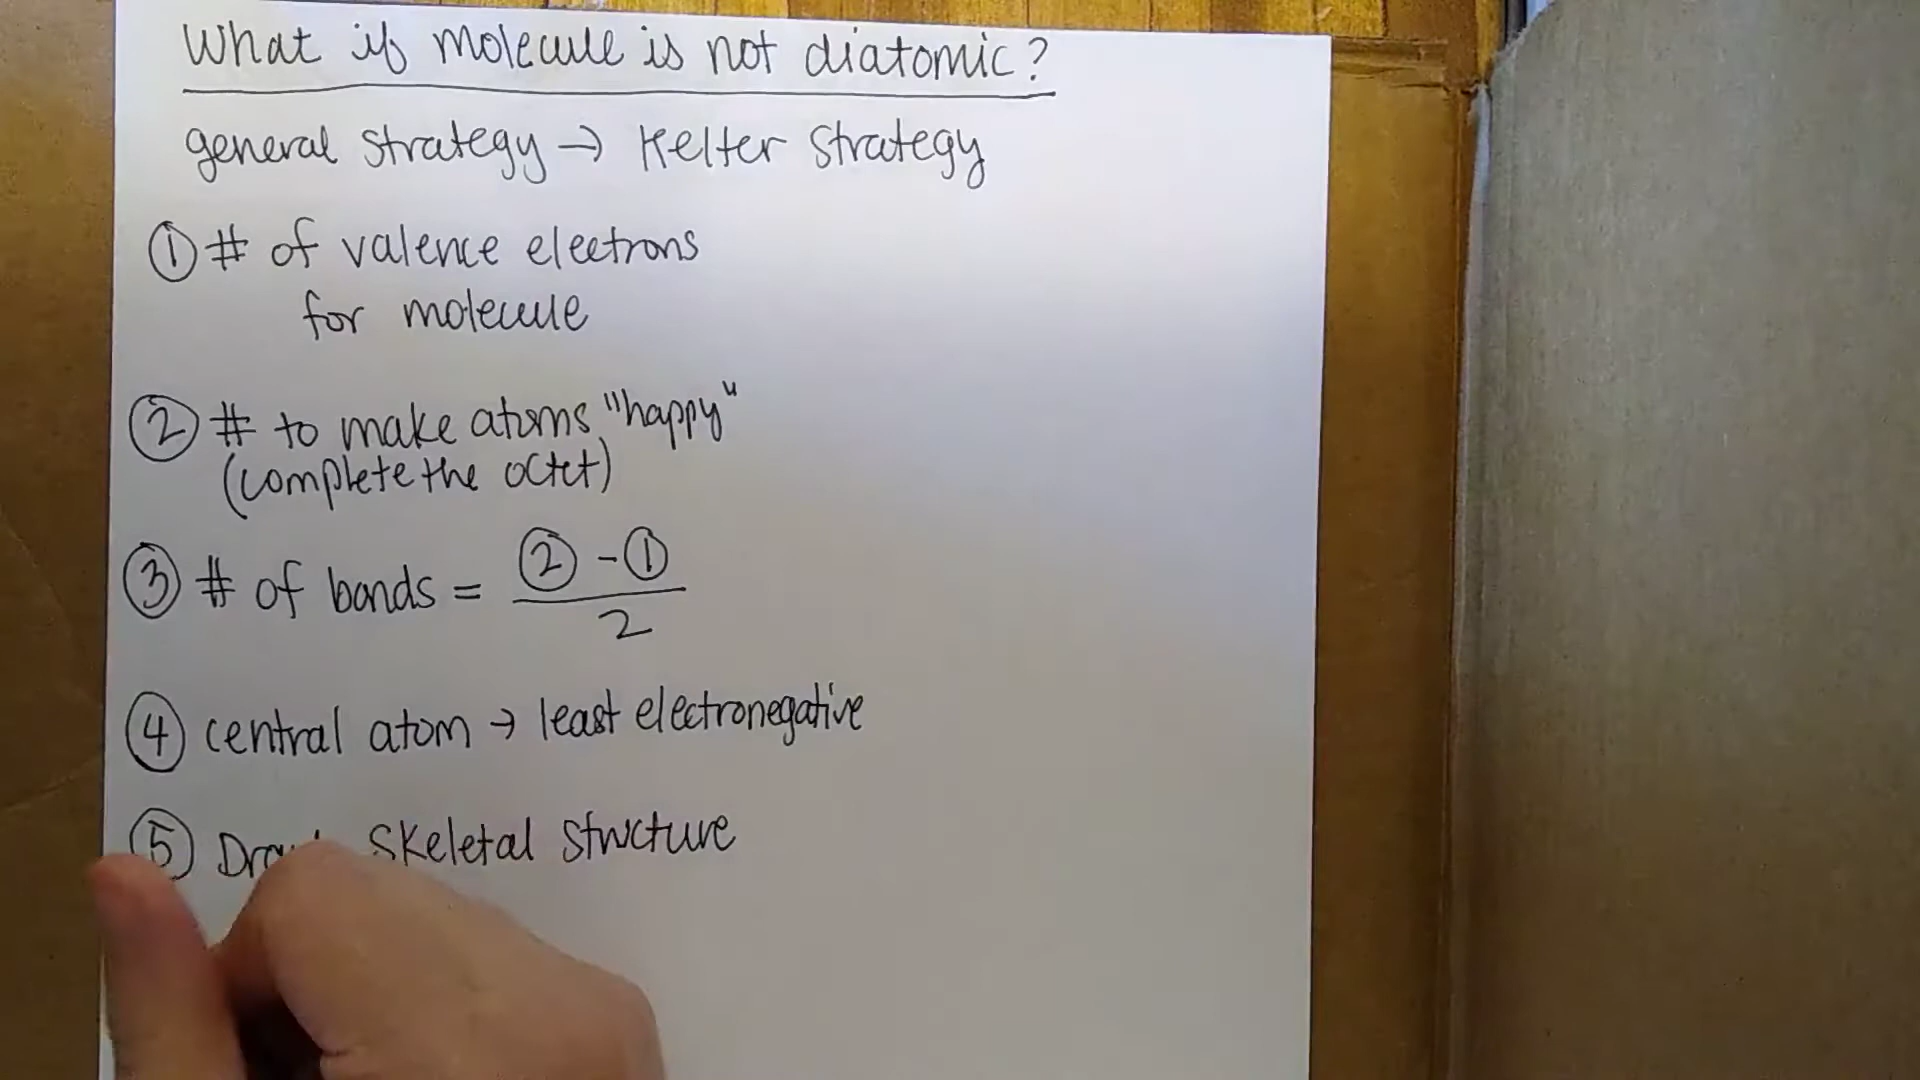 What if molecule is not diatomic?
general strategy → Kelter strategy
① # of valence electrons
for molecule
② # to make atoms "happy"
(complete the octet)
③ # of bonds = ② - ① / 2
④ central atom → least electronegative
⑤ skeletal structure